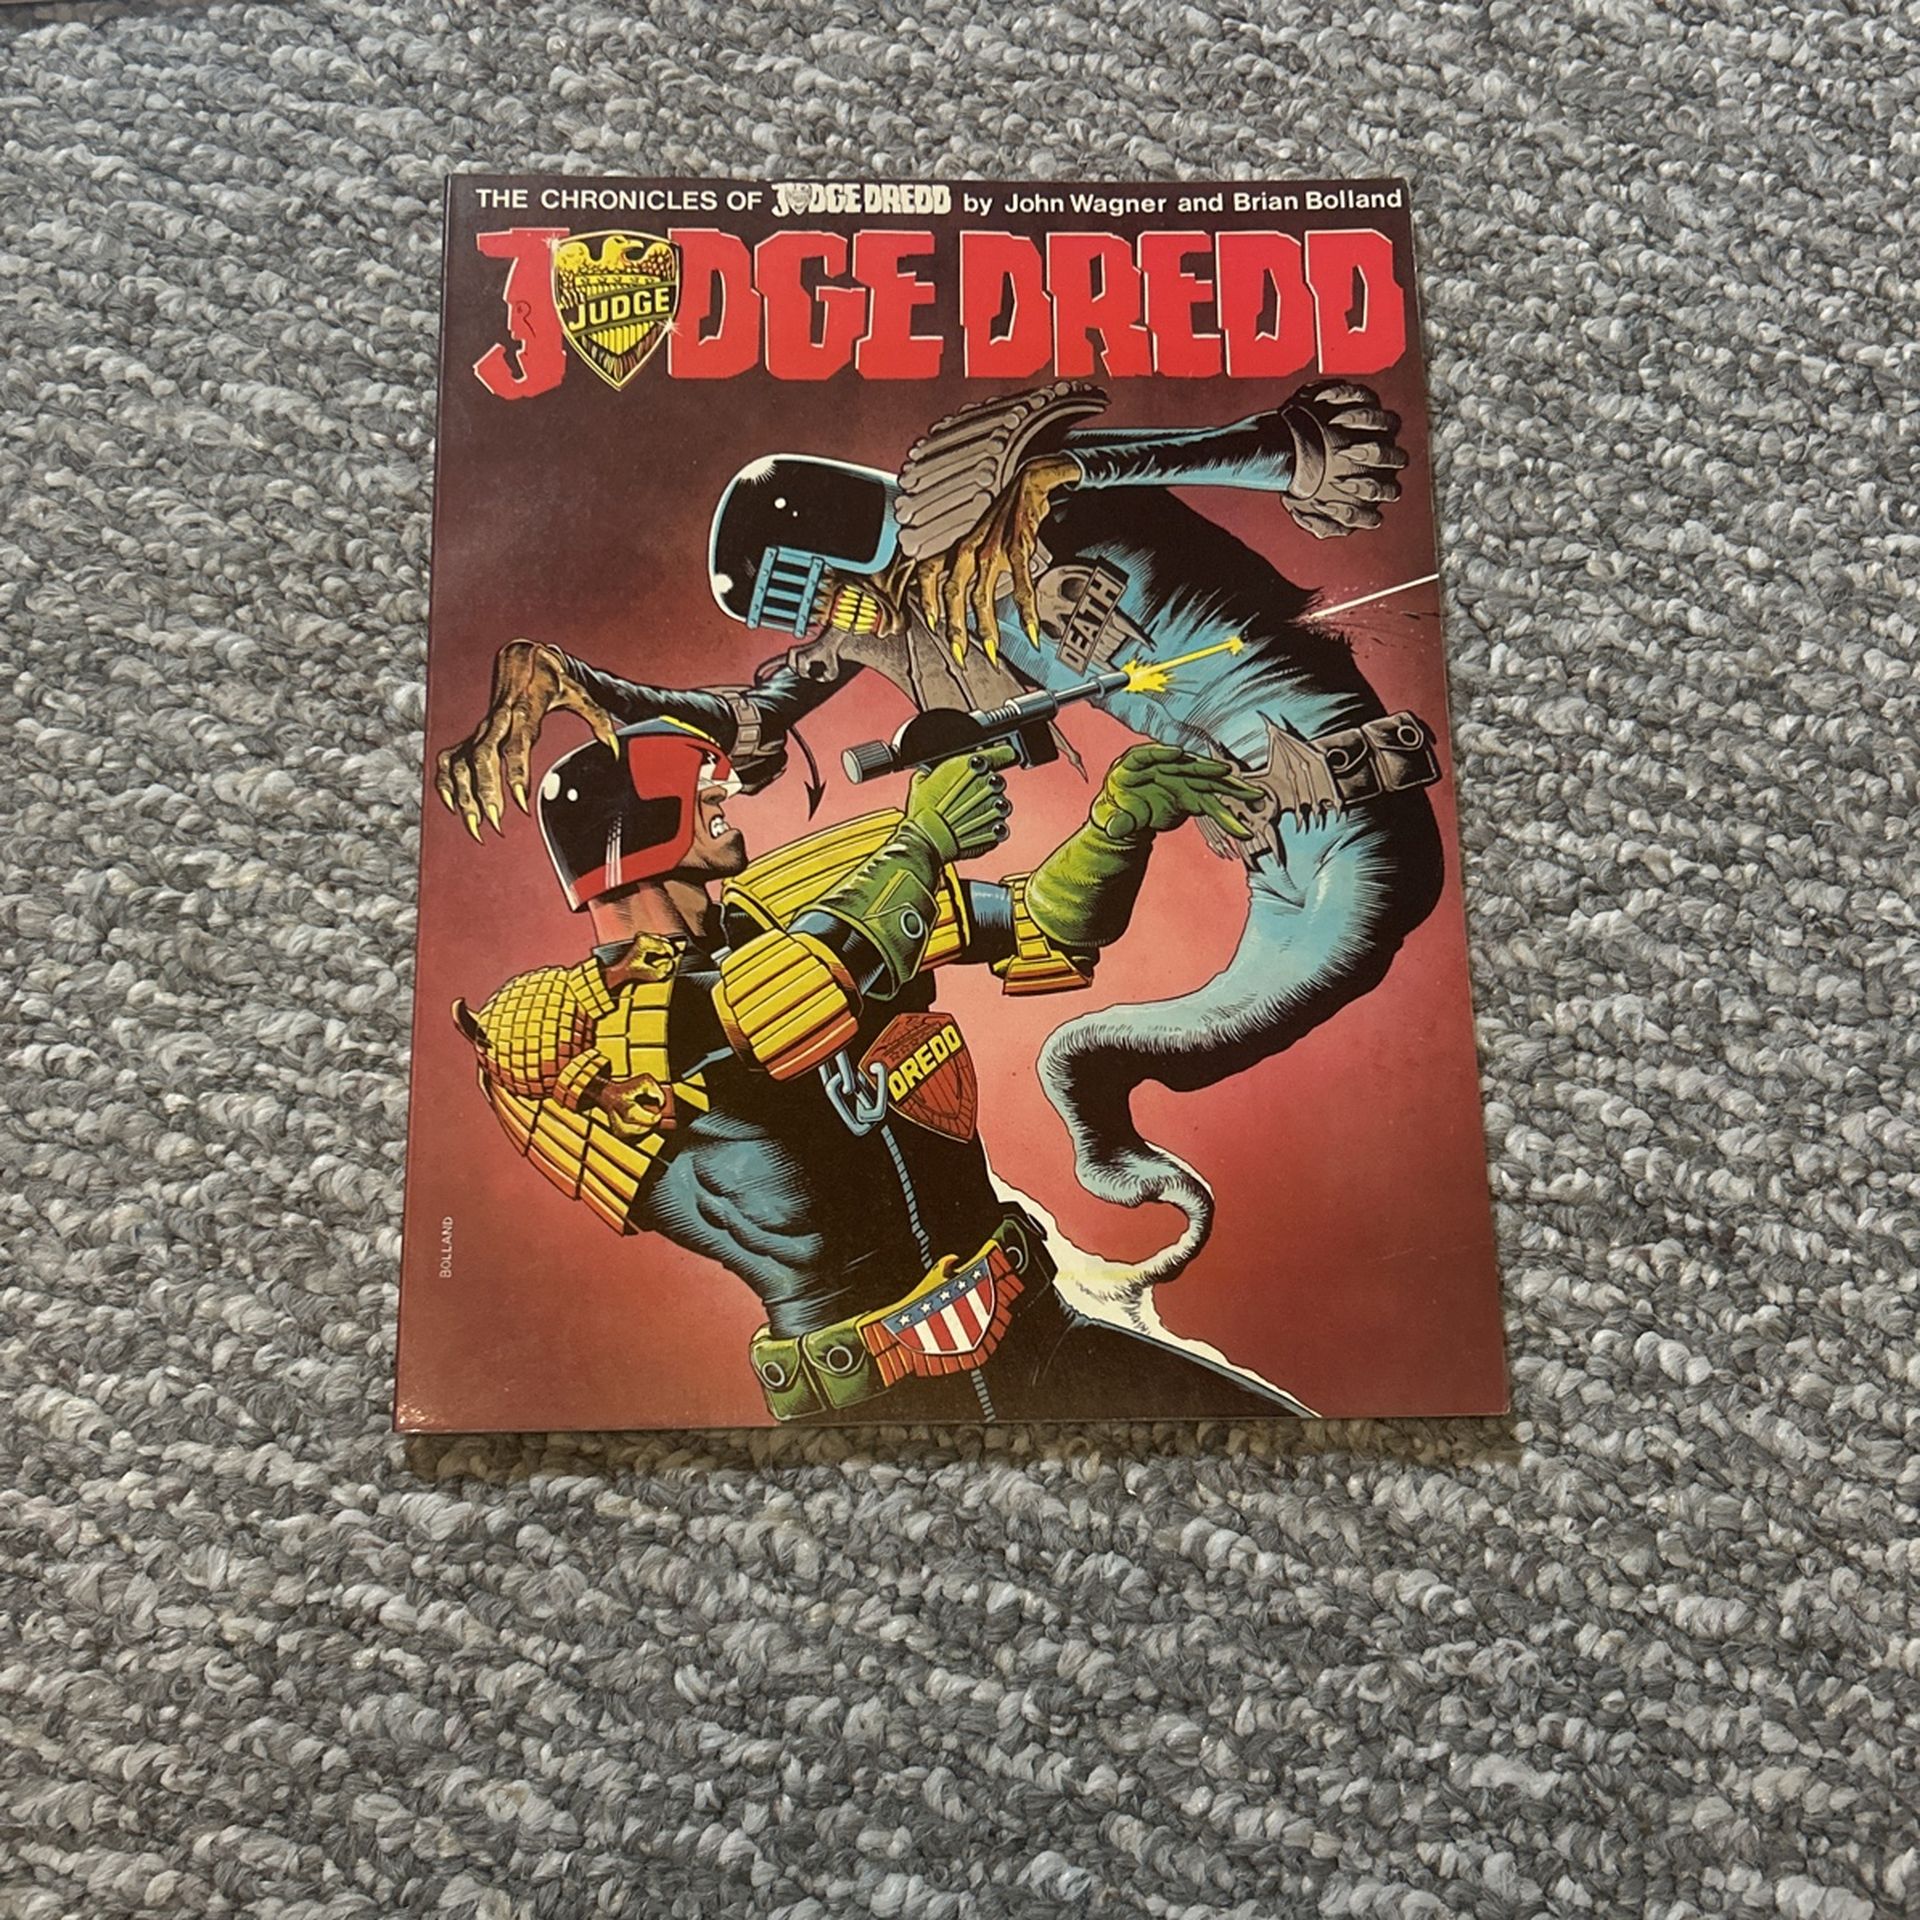 THE CHRONICLES OF JUDGE DREDD by John Wagner and Brian Bolland
JUDGE DREDD
JUDGE
DEATH
DREDD
BOLLAND